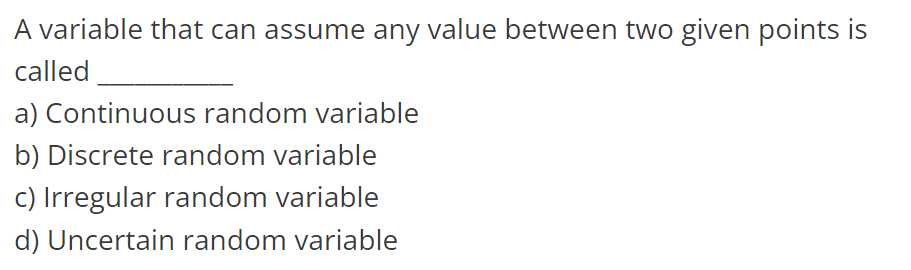 A variable that can assume any value between two given points is
called ___________
a) Continuous random variable
b) Discrete random variable
c) Irregular random variable
d) Uncertain random variable